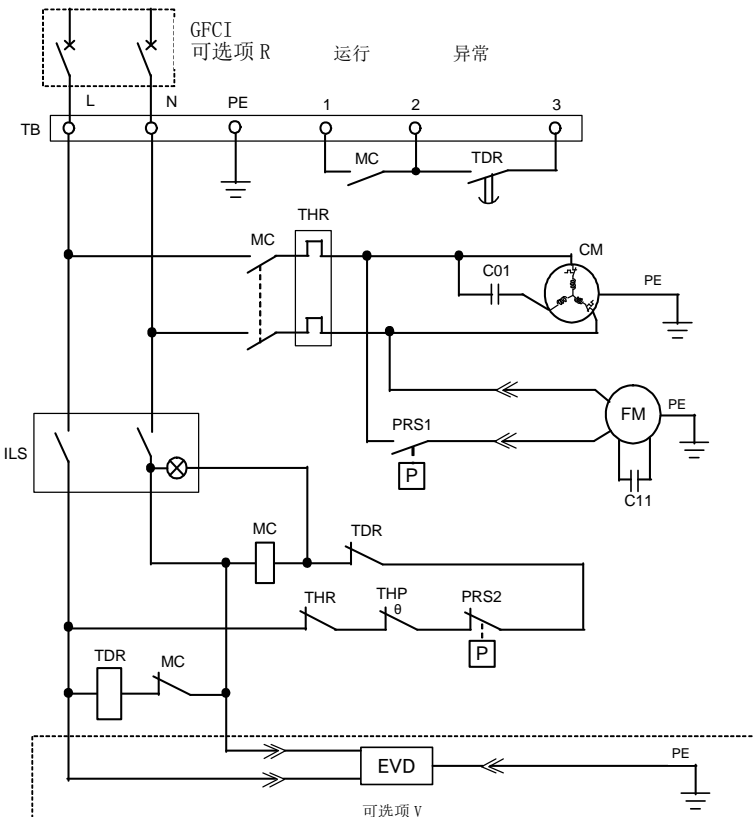 GFCI
可选项 R 运行 异常
L N PE 1 2 3
TB
MC TDR
THR
MC CM
C01 PE
FM PE
PRS1
P
ILS
C11
MC TDR
THR THP PRS2
θ
P
TDR MC
PE
EVD
可选项 V